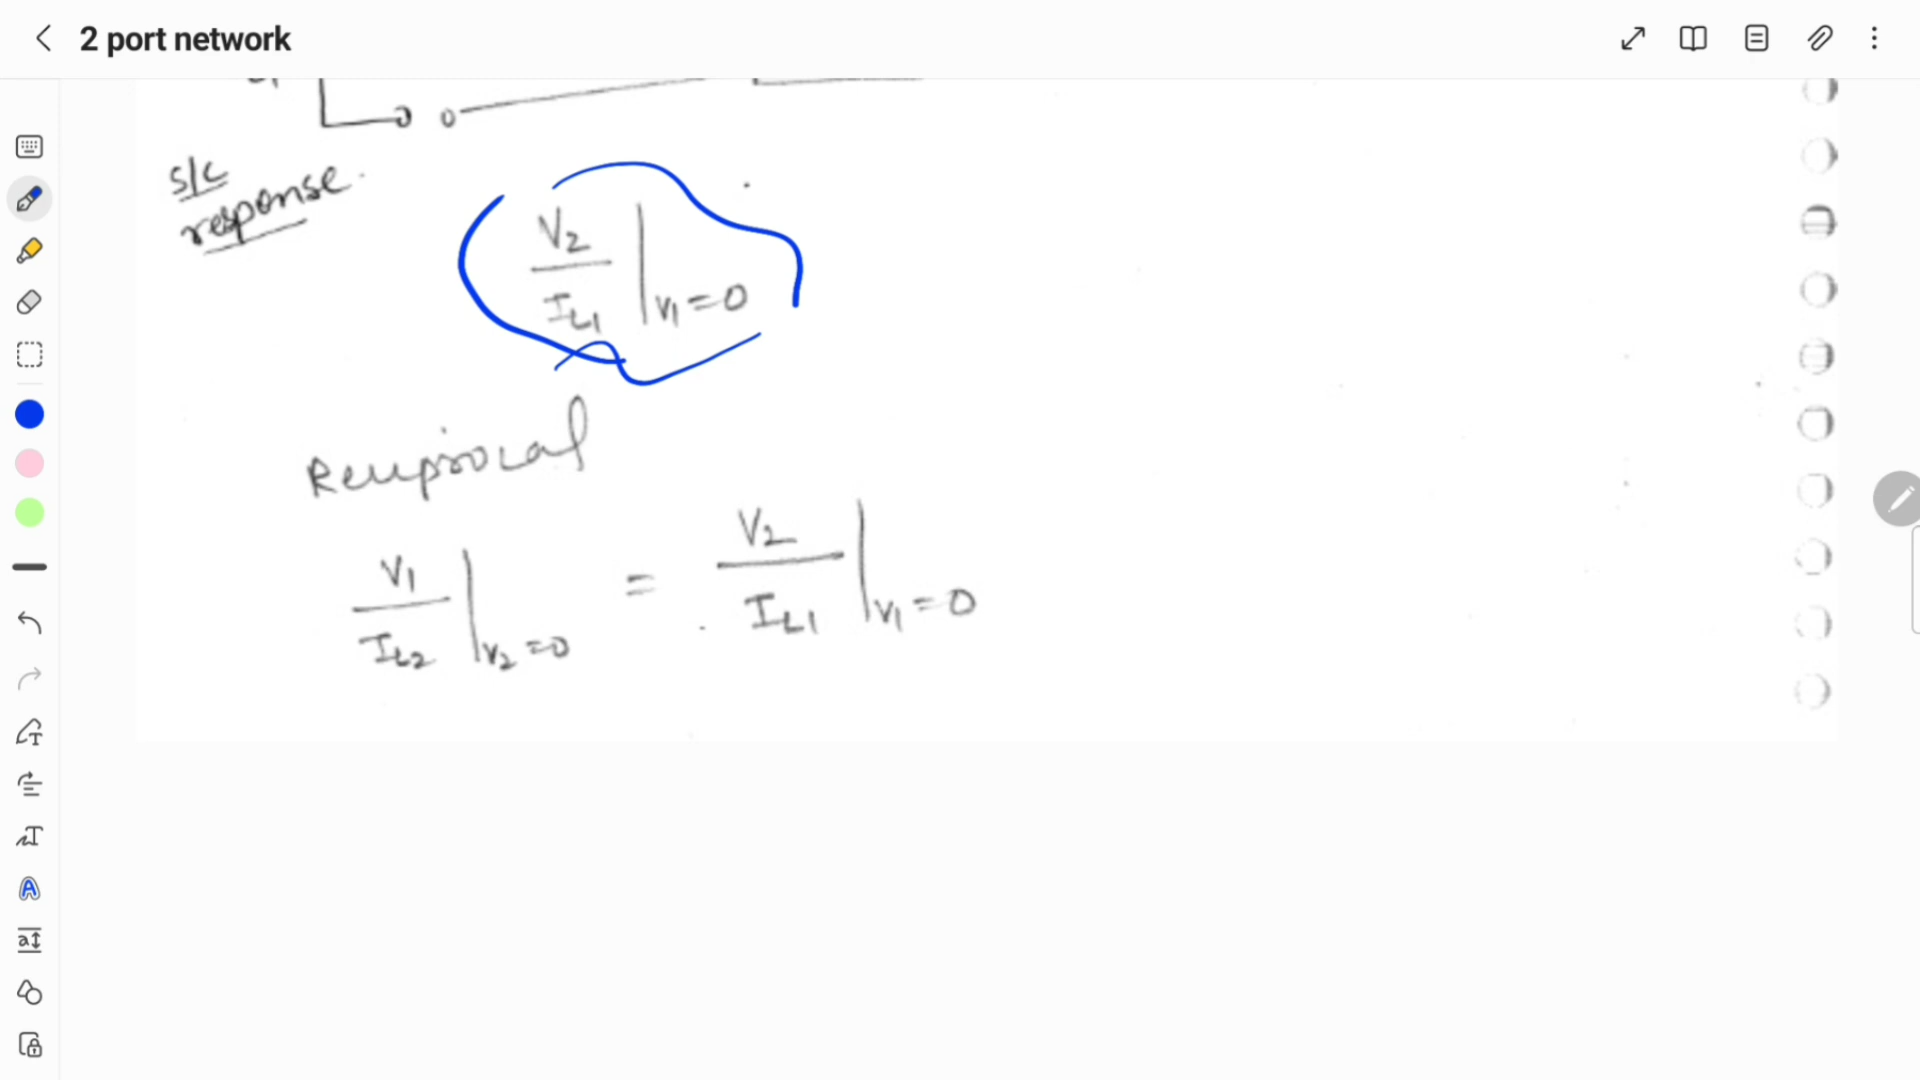 2 port network
s/c
response.
V2
IL1 | V1=0
Reciprocal
V1 / IL2 | V2=0 = V2 / IL1 | V1=0